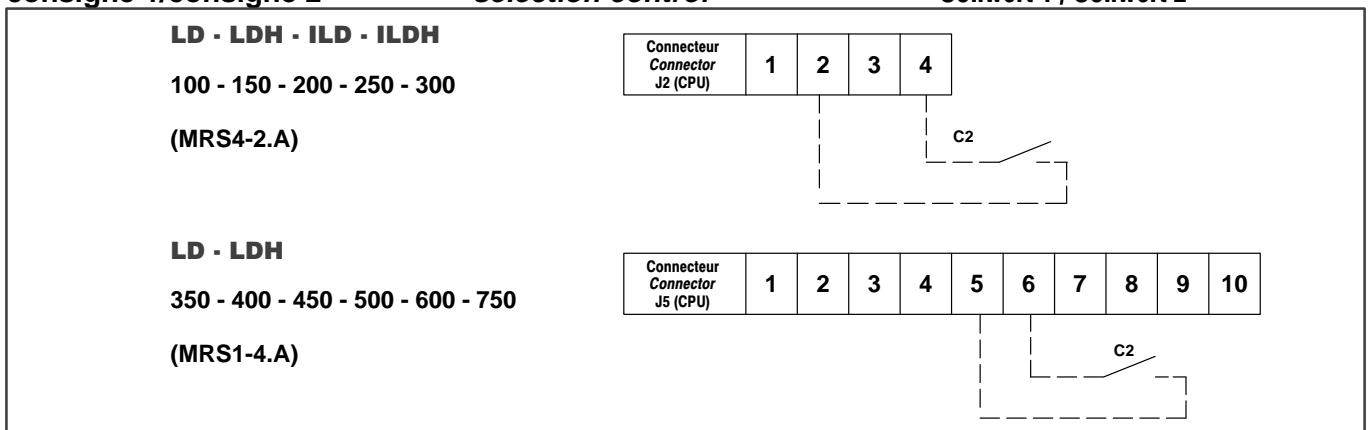 LD - LDH - ILD - ILDH
100 - 150 - 200 - 250 - 300
(MRS4-2.A)
Connecteur
Connector
J2 (CPU)
1 2 3 4
C2
LD - LDH
350 - 400 - 450 - 500 - 600 - 750
(MRS1-4.A)
Connecteur
Connector
J5 (CPU)
1 2 3 4 5 6 7 8 9 10
C2